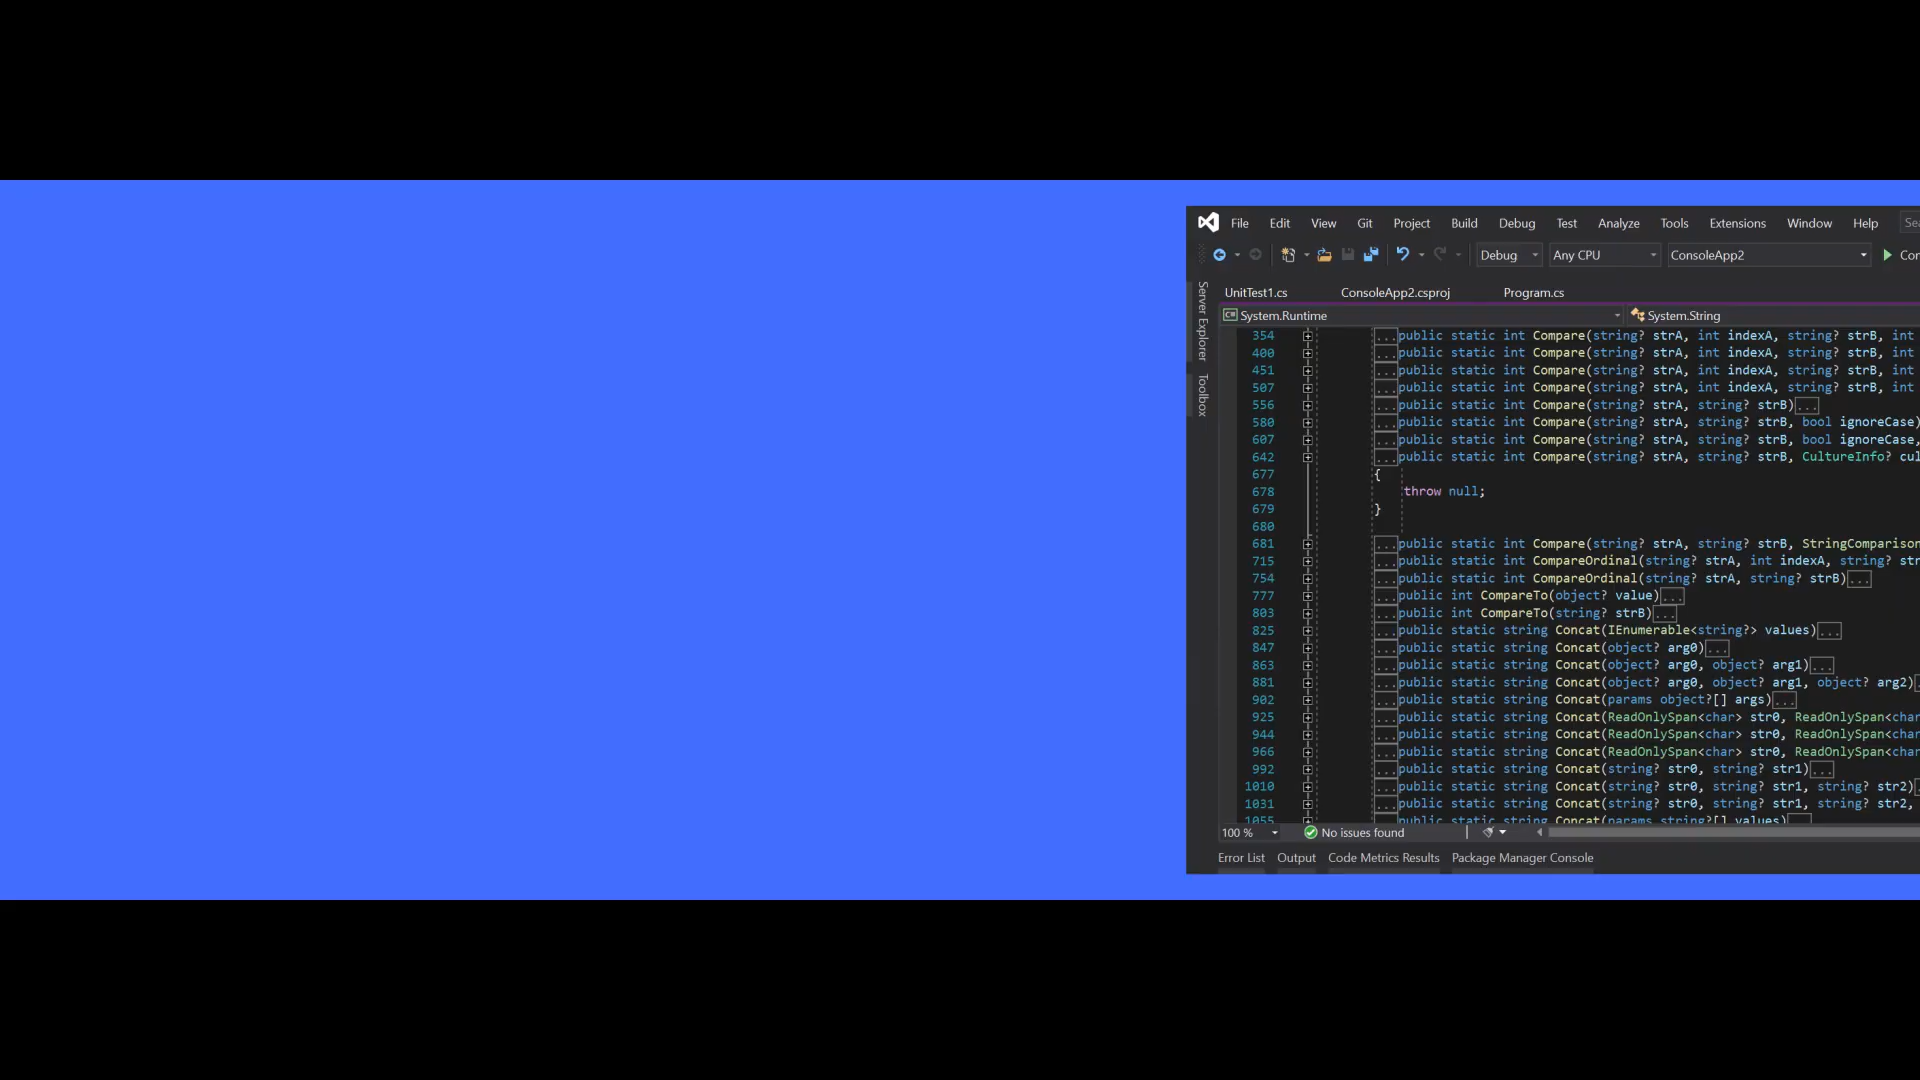 File Edit View Git Project Build Debug Test Analyze Tools Extensions Window Help
Debug Any CPU ConsoleApp2
Server Explorer
Toolbox
UnitTest1.cs ConsoleApp2.csproj Program.cs
System.Runtime System.String
354 ...public static int Compare(string? strA, int indexA, string? strB, int
400 ...public static int Compare(string? strA, int indexA, string? strB, int
451 ...public static int Compare(string? strA, int indexA, string? strB, int
507 ...public static int Compare(string? strA, int indexA, string? strB, int
556 ...public static int Compare(string? strA, string? strB)...
580 ...public static int Compare(string? strA, string? strB, bool ignoreCase)
607 ...public static int Compare(string? strA, string? strB, bool ignoreCase,
642 ...public static int Compare(string? strA, string? strB, CultureInfo? cul
677 {
678 throw null;
679 }
680
681 ...public static int Compare(string? strA, string? strB, StringComparison
715 ...public static int CompareOrdinal(string? strA, int indexA, string? str
754 ...public static int CompareOrdinal(string? strA, string? strB)...
777 ...public int CompareTo(object? value)...
803 ...public int CompareTo(string? strB)...
825 ...public static string Concat(IEnumerable<string?> values)...
847 ...public static string Concat(object? arg0)...
863 ...public static string Concat(object? arg0, object? arg1)...
881 ...public static string Concat(object? arg0, object? arg1, object? arg2)
902 ...public static string Concat(params object?[] args)...
925 ...public static string Concat(ReadOnlySpan<char> str0, ReadOnlySpan<char
944 ...public static string Concat(ReadOnlySpan<char> str0, ReadOnlySpan<char
966 ...public static string Concat(ReadOnlySpan<char> str0, ReadOnlySpan<char
992 ...public static string Concat(string? str0, string? str1)...
1010 ...public static string Concat(string? str0, string? str1, string? str2)
1031 ...public static string Concat(string? str0, string? str1, string? str2,
1055 ...public static string Concat(params string?[] values)...
100 % No issues found
Error List Output Code Metrics Results Package Manager Console